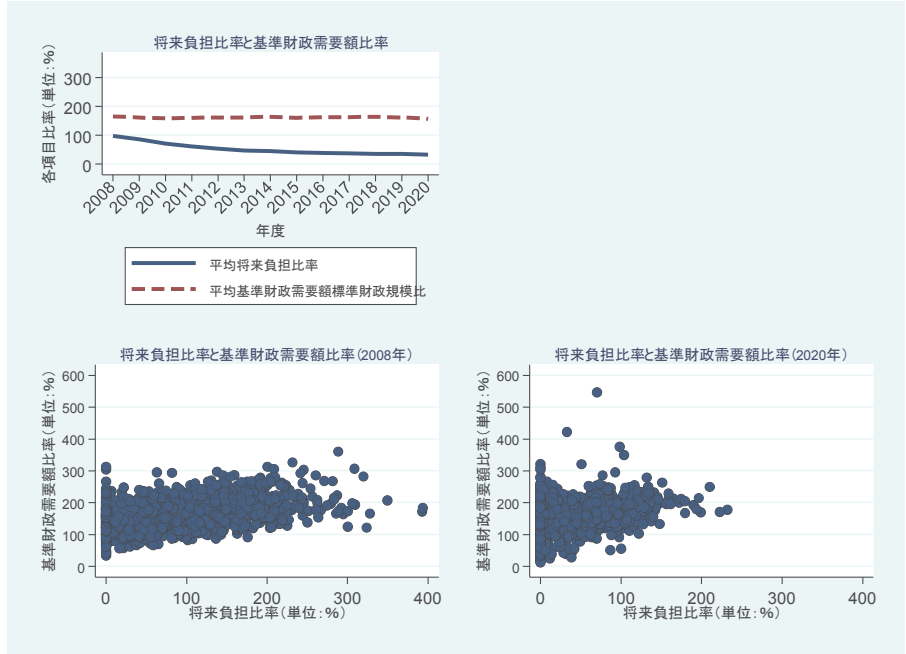 将来負担比率と基準財政需要額比率
各項目比率(単位:%)
300
200
100
0
2008
2009
2010
2011
2012
2013
2014
2015
2016
2017
2018
2019
2020
年度
平均将来負担比率
平均基準財政需要額標準財政規模比
将来負担比率と基準財政需要額比率(2008年)
基準財政需要額比率(単位:%)
600
500
400
300
200
100
0
0 100 200 300 400
将来負担比率(単位:%)
将来負担比率と基準財政需要額比率(2020年)
基準財政需要額比率(単位:%)
600
500
400
300
200
100
0
0 100 200 300 400
将来負担比率(単位:%)